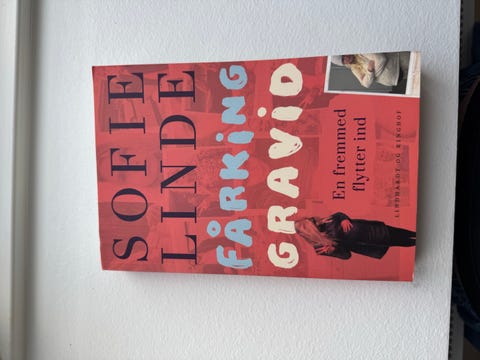 SOFIE
LINDE
FÅRKING
GRAVID
En fremmed
flytter ind
LINDHARDT OG RINGHOF